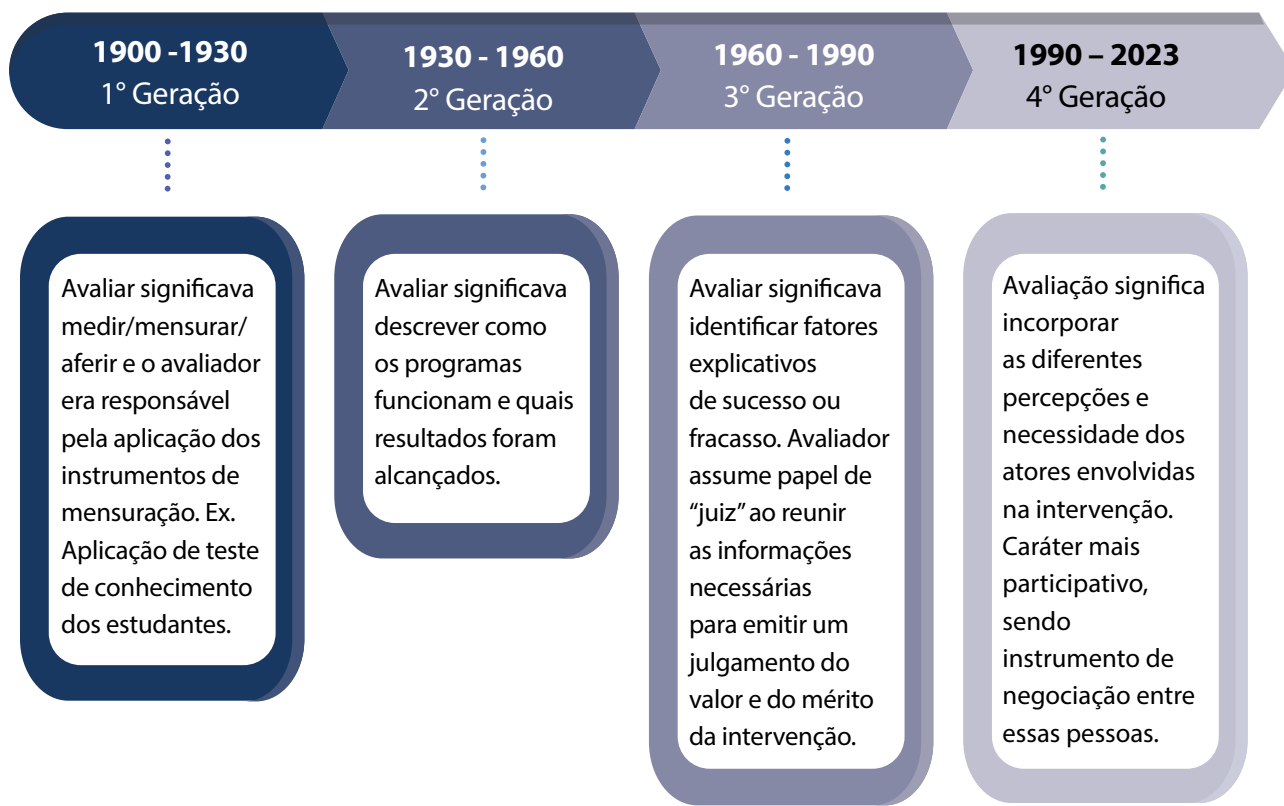 1900 -1930
1° Geração
1930 - 1960
2° Geração
1960 - 1990
3° Geração
1990 – 2023
4° Geração
Avaliar significava
medir/mensurar/
aferir e o avaliador
era responsável
pela aplicação dos
instrumentos de
mensuração. Ex.
Aplicação de teste
de conhecimento
dos estudantes.
Avaliar significava
descrever como
os programas
funcionam e quais
resultados foram
alcançados.
Avaliar significava
identificar fatores
explicativos
de sucesso ou
fracasso. Avaliador
assume papel de
“juiz” ao reunir
as informações
necessárias
para emitir um
julgamento do
valor e do mérito
da intervenção.
Avaliação significa
incorporar
as diferentes
percepções e
necessidade dos
atores envolvidas
na intervenção.
Caráter mais
participativo,
sendo
instrumento de
negociação entre
essas pessoas.